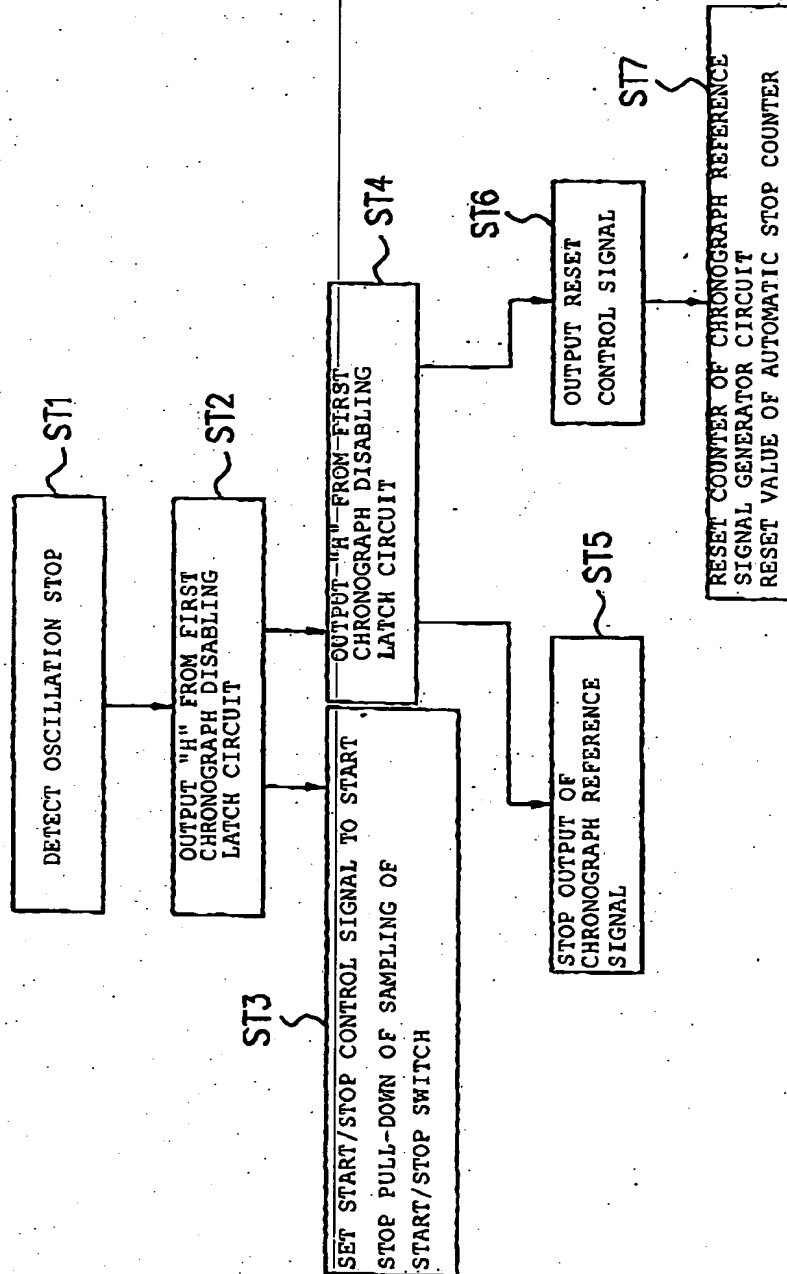 DETECT OSCILLATION STOP
ST1
OUTPUT "H" FROM FIRST
CHRONOGRAPH DISABLING
LATCH CIRCUIT
ST2
SET START/STOP CONTROL SIGNAL TO START
STOP PULL-DOWN OF SAMPLING OF
START/STOP SWITCH
ST3
OUTPUT "H" FROM FIRST
CHRONOGRAPH DISABLING
LATCH CIRCUIT
ST4
STOP OUTPUT OF
CHRONOGRAPH REFERENCE
SIGNAL
ST5
OUTPUT RESET
CONTROL SIGNAL
ST6
RESET COUNTER OF CHRONOGRAPH REFERENCE
SIGNAL GENERATOR CIRCUIT
RESET VALUE OF AUTOMATIC STOP COUNTER
ST7